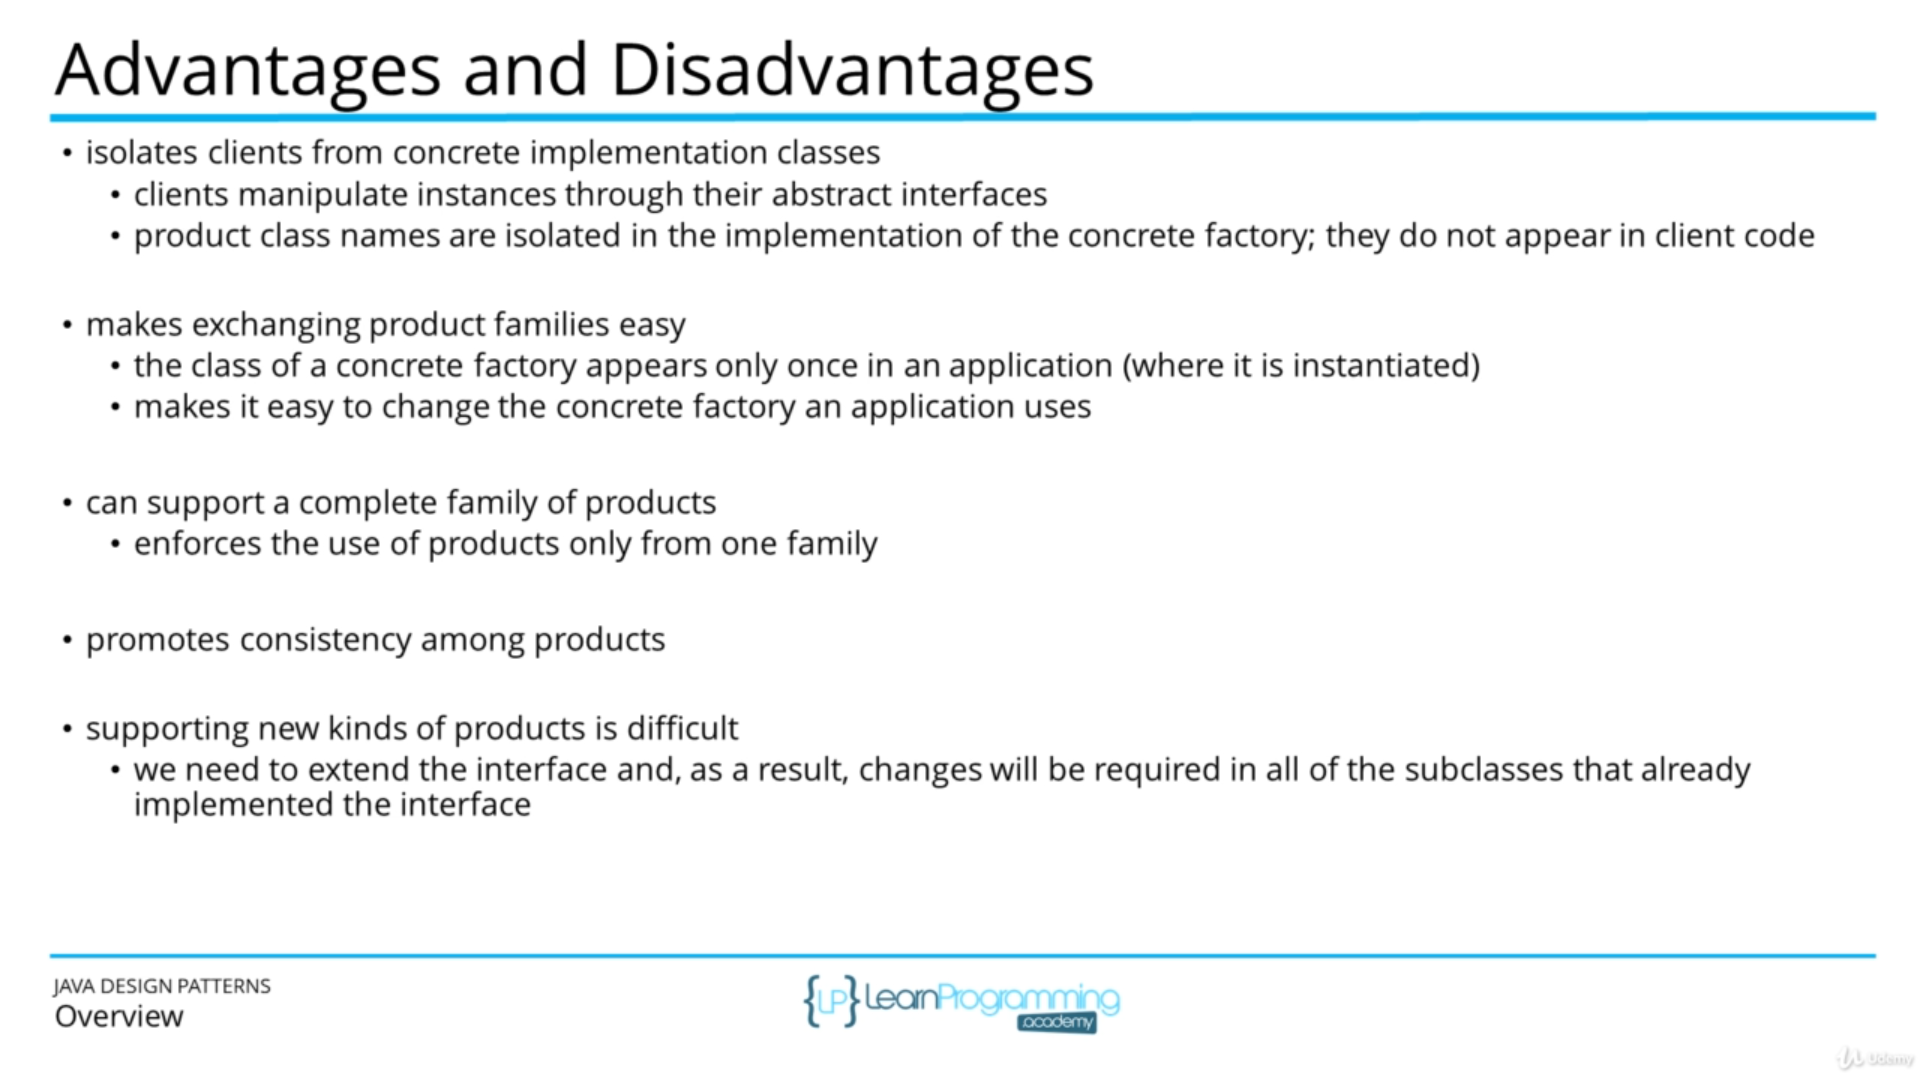 Advantages and Disadvantages
• isolates clients from concrete implementation classes
• clients manipulate instances through their abstract interfaces
• product class names are isolated in the implementation of the concrete factory; they do not appear in client code
• makes exchanging product families easy
• the class of a concrete factory appears only once in an application (where it is instantiated)
• makes it easy to change the concrete factory an application uses
• can support a complete family of products
• enforces the use of products only from one family
• promotes consistency among products
• supporting new kinds of products is difficult
• we need to extend the interface and, as a result, changes will be required in all of the subclasses that already
implemented the interface
JAVA DESIGN PATTERNS
Overview
{LP} LearnProgramming
academy
Udemy